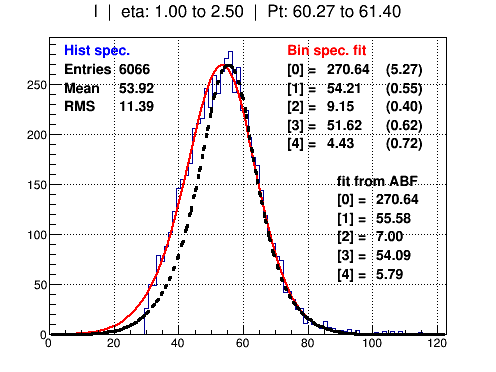 I | eta: 1.00 to 2.50 | Pt: 60.27 to 61.40
Hist spec.
Entries 6066
Mean 53.92
RMS 11.39
Bin spec. fit
[0] = 270.64 (5.27)
[1] = 54.21 (0.55)
[2] = 9.15 (0.40)
[3] = 51.62 (0.62)
[4] = 4.43 (0.72)
fit from ABF
[0] = 270.64
[1] = 55.58
[2] = 7.00
[3] = 54.09
[4] = 5.79
250
200
150
100
50
0
0 20 40 60 80 100 120